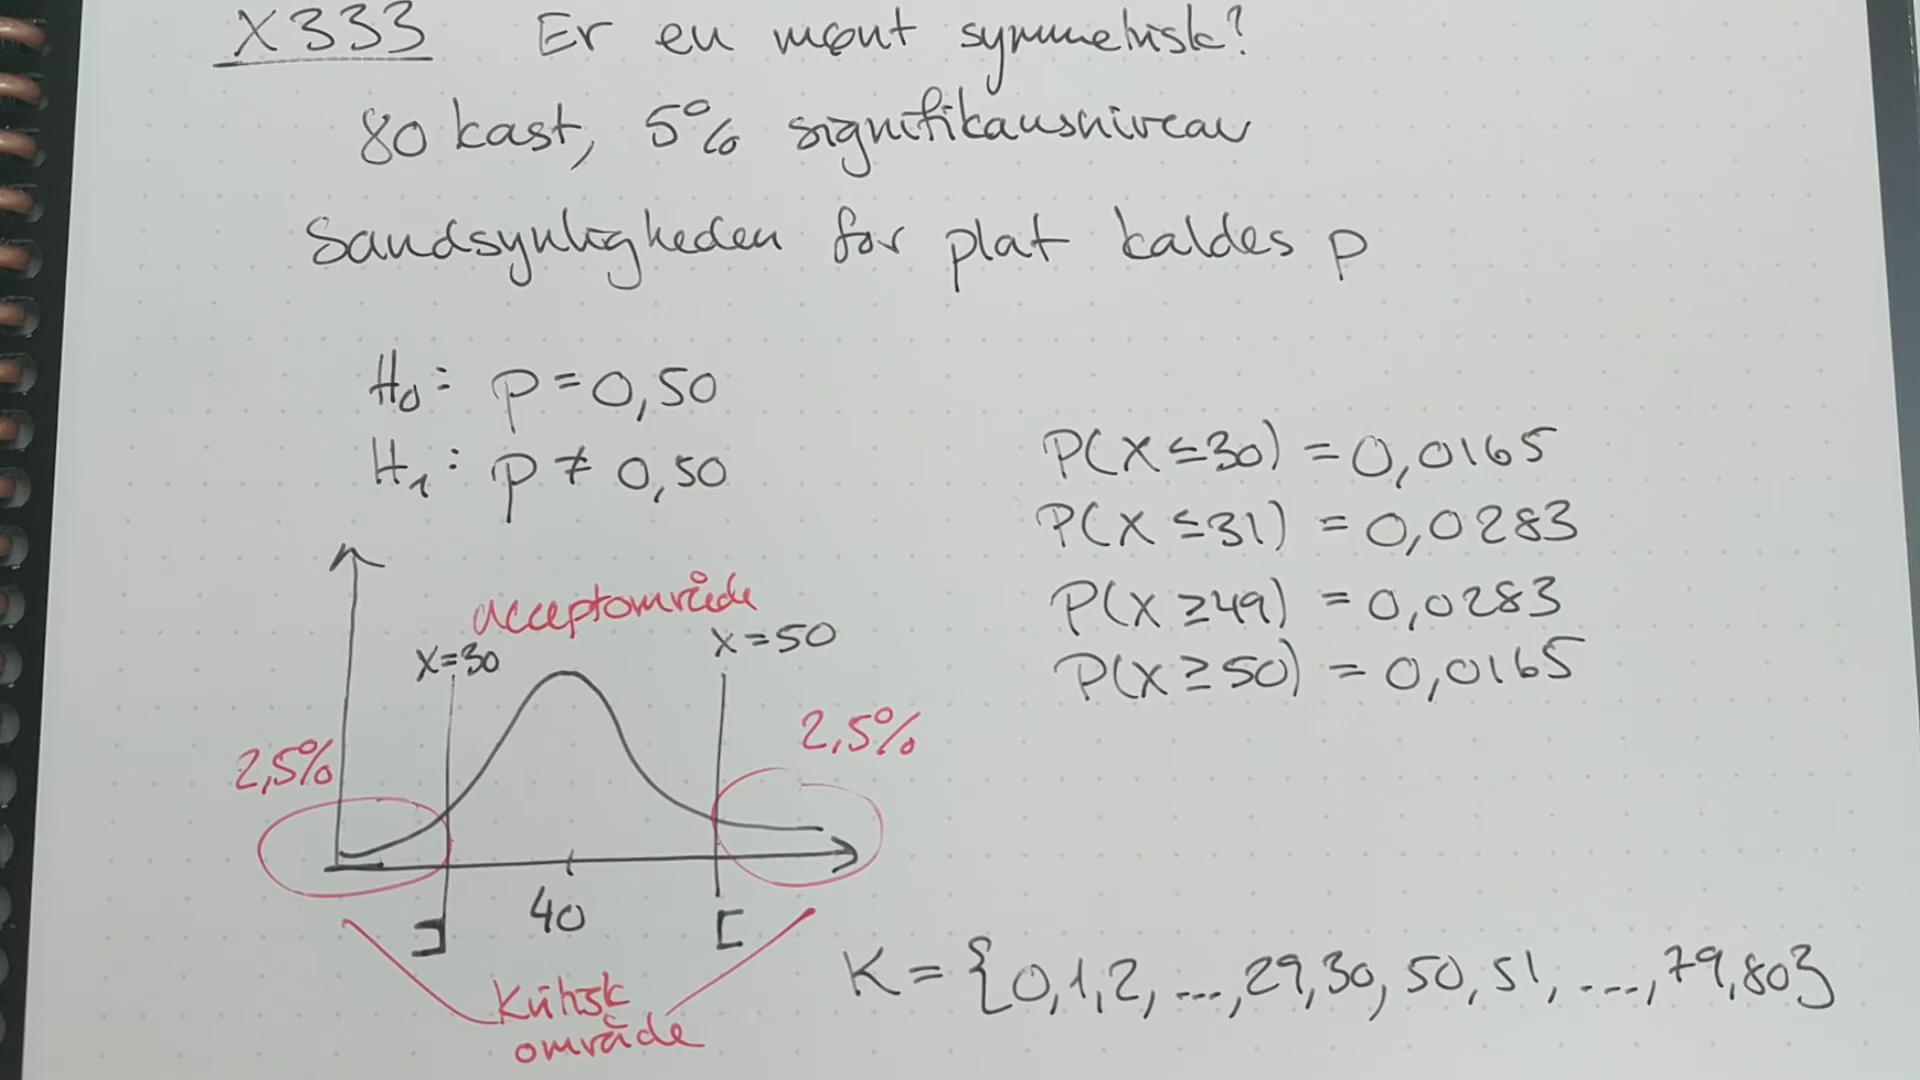 X333 Er en mønt symmetrisk?
80 kast, 5% signifikansniveau
Sandsynligheden for plat kaldes p
H₀: p = 0,50
H₁: p ≠ 0,50
P(X ≤ 30) = 0,0165
P(X ≤ 31) = 0,0283
P(X ≥ 49) = 0,0283
P(X ≥ 50) = 0,0165
acceptområde
X=30
X=50
2,5%
2,5%
40
] [
Kritisk
område
K = {0,1,2, ...,29,30, 50,51, ....,79,80}